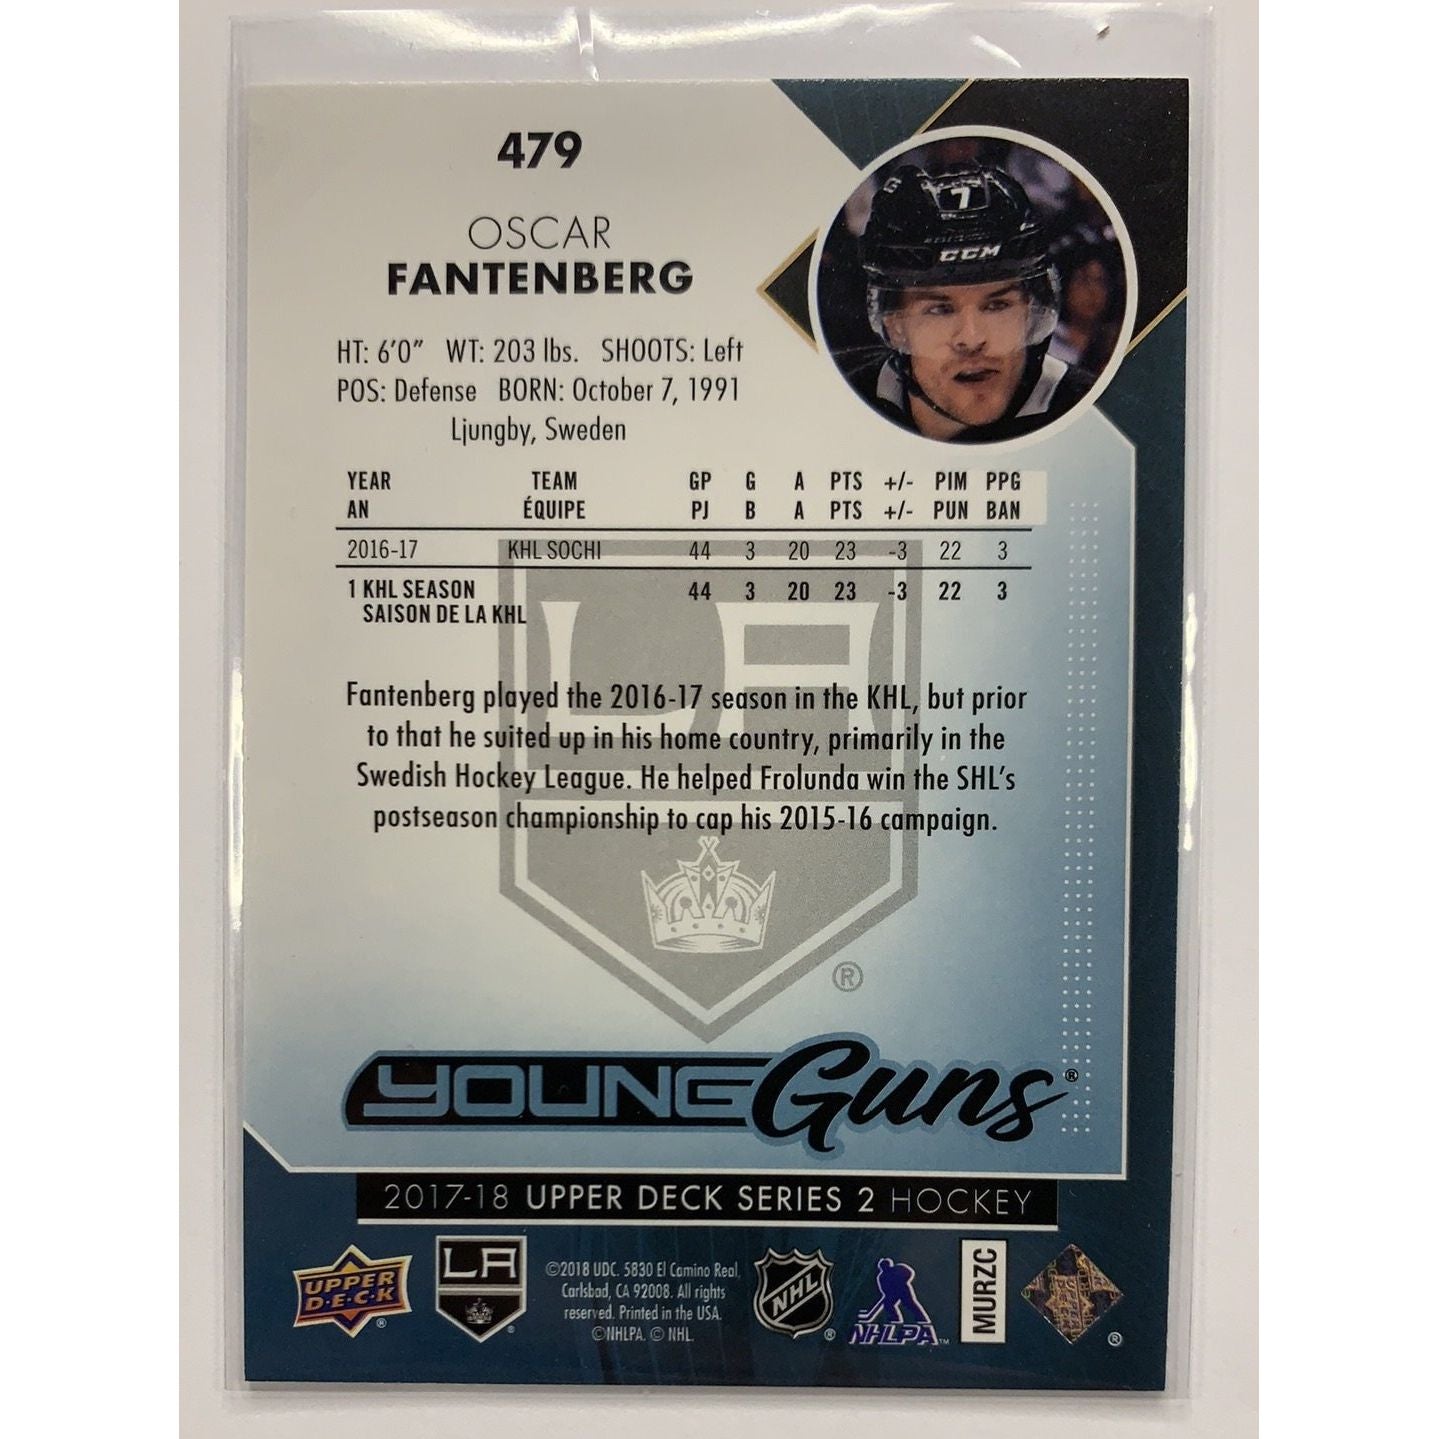 479
OSCAR
FANTENBERG
7
CCM
HT: 6'0" WT: 203 lbs. SHOOTS: Left
POS: Defense BORN: October 7, 1991
Ljungby, Sweden
YEAR TEAM GP G A PTS +/- PIM PPG
AN ÉQUIPE PJ B A PTS +/- PUN BAN
2016-17 KHL SOCHI 44 3 20 23 -3 22 3
1 KHL SEASON 44 3 20 23 -3 22 3
SAISON DE LA KHL
LA
Fantenberg played the 2016-17 season in the KHL, but prior
to that he suited up in his home country, primarily in the
Swedish Hockey League. He helped Frolunda win the SHL's
postseason championship to cap his 2015-16 campaign.
®
YOUNG Guns®
2017-18 UPPER DECK SERIES 2 HOCKEY
UPPER
D·E·C·K®
LA®
©2018 UDC. 5830 El Camino Real,
Carlsbad, CA 92008. All rights
reserved. Printed in the USA.
©NHLPA. © NHL.
NHL®
NHLPA™
MURZC
®